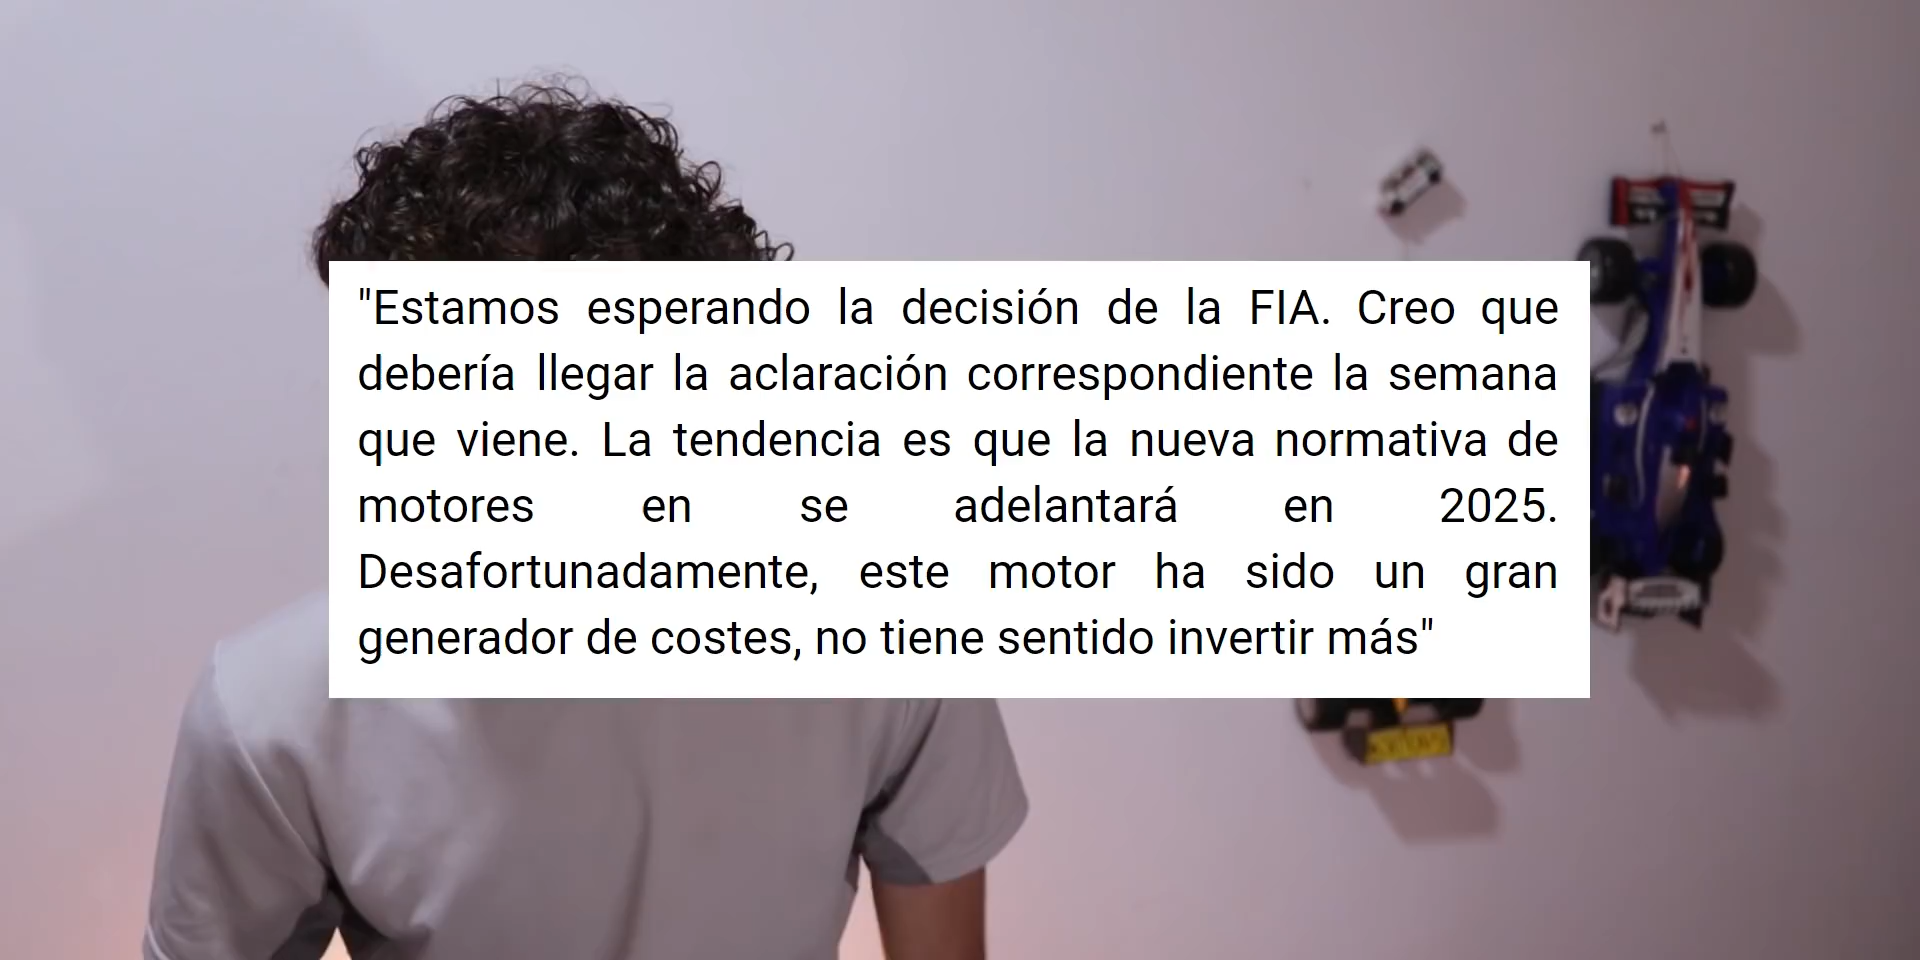 "Estamos esperando la decisión de la FIA. Creo que
debería llegar la aclaración correspondiente la semana
que viene. La tendencia es que la nueva normativa de
motores en se adelantará en 2025.
Desafortunadamente, este motor ha sido un gran
generador de costes, no tiene sentido invertir más"